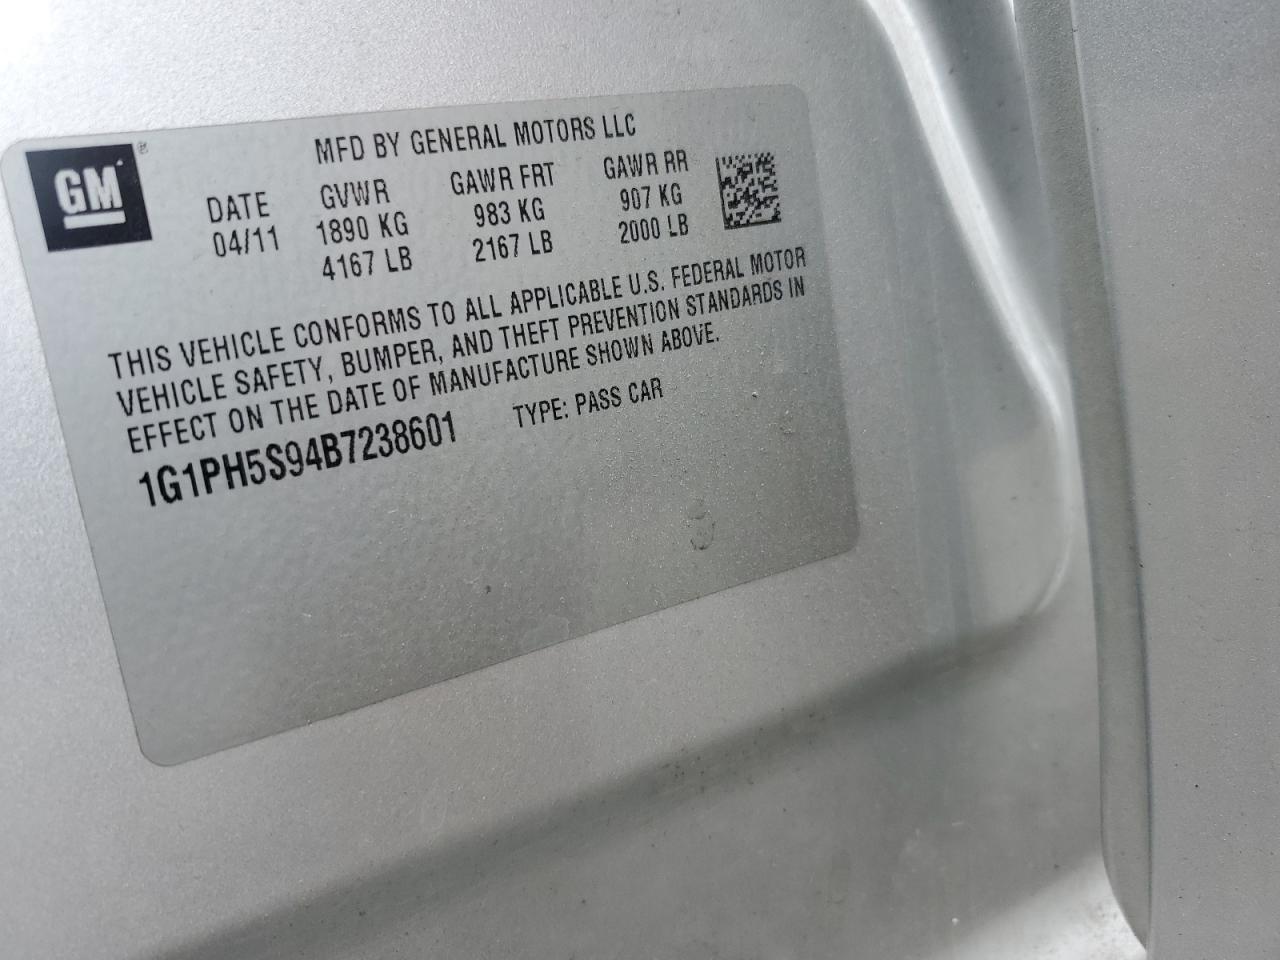 GM®
MFD BY GENERAL MOTORS LLC
DATE GVWR GAWR FRT GAWR RR
04/11 1890 KG 983 KG 907 KG
4167 LB 2167 LB 2000 LB
THIS VEHICLE CONFORMS TO ALL APPLICABLE U.S. FEDERAL MOTOR
VEHICLE SAFETY, BUMPER, AND THEFT PREVENTION STANDARDS IN
EFFECT ON THE DATE OF MANUFACTURE SHOWN ABOVE.
1G1PH5S94B7238601 TYPE: PASS CAR